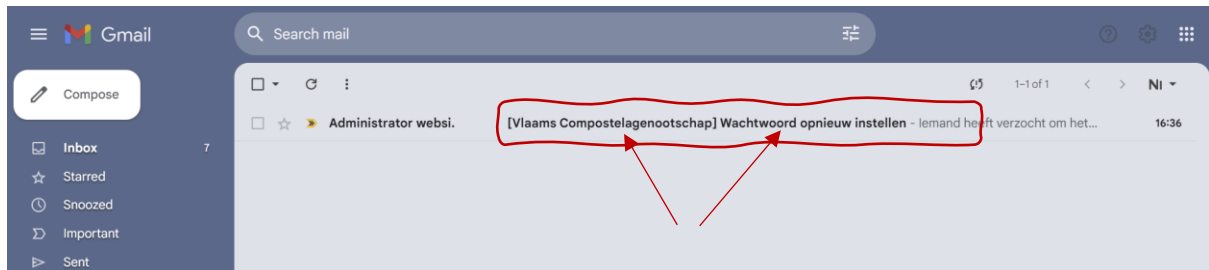 Gmail
Search mail
Compose
1–1 of 1
Nl
Administrator websi. [Vlaams Compostelagenootschap] Wachtwoord opnieuw instellen - Iemand heeft verzocht om het... 16:36
Inbox 7
Starred
Snoozed
Important
Sent